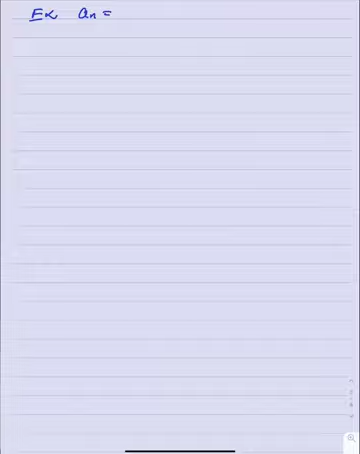 Ex aₙ =